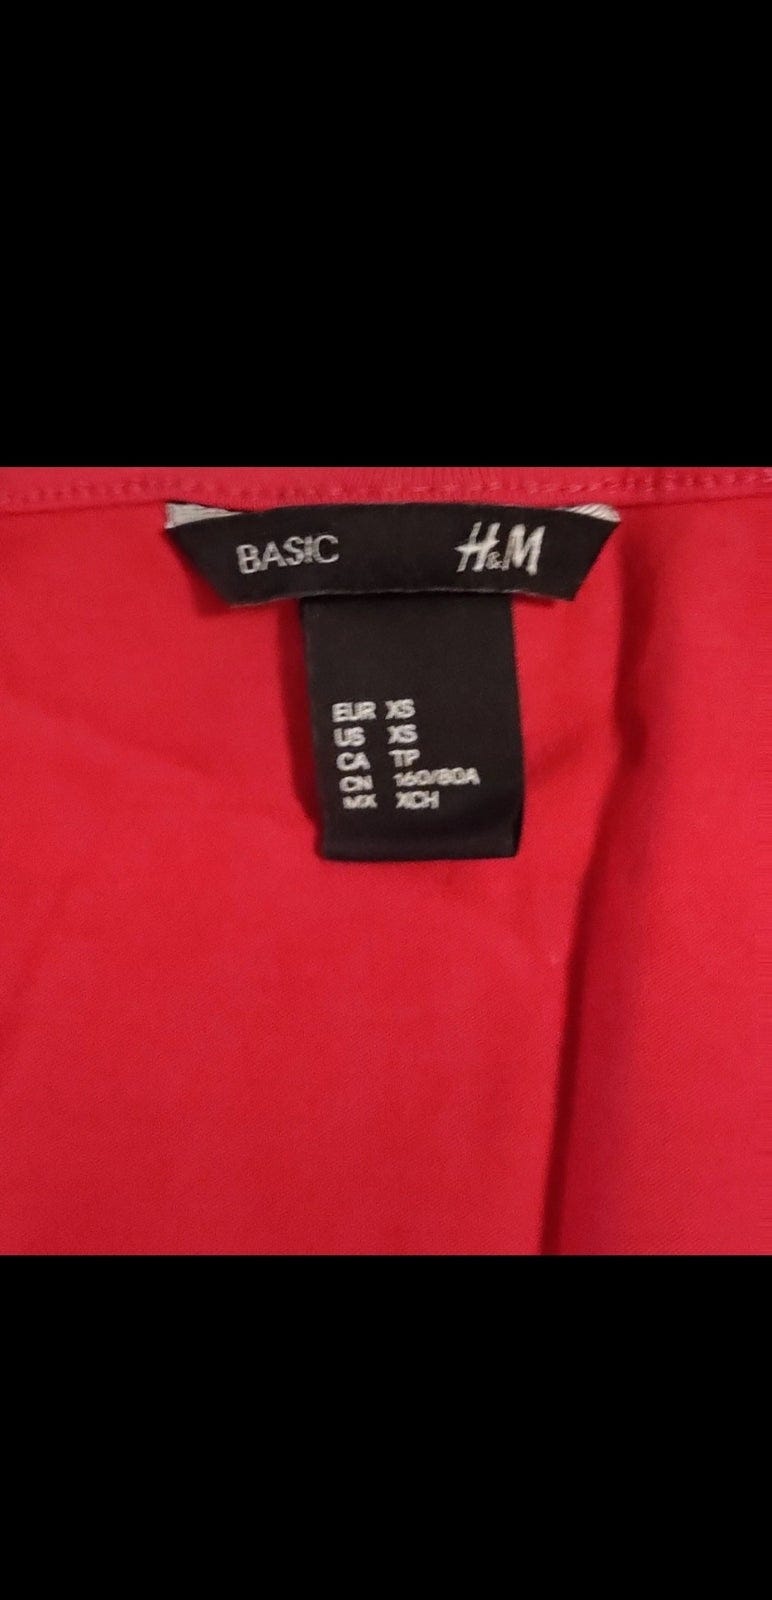 BASIC H&M
EUR XS
US XS
CA TP
CN 160/80A
MX XCH